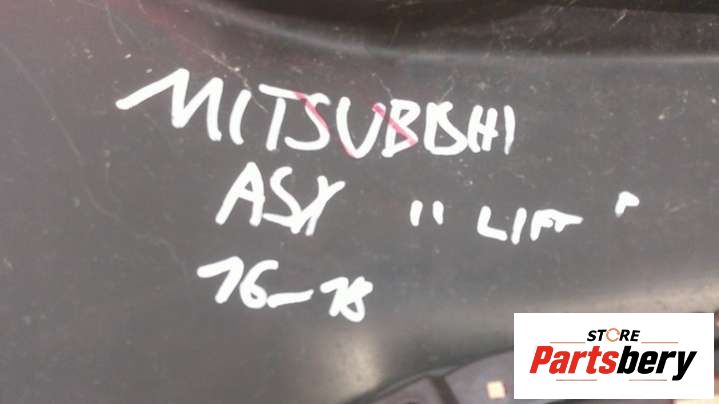 MITSUBISHI
ASX "LIFT"
16-18
STORE
Partsbery